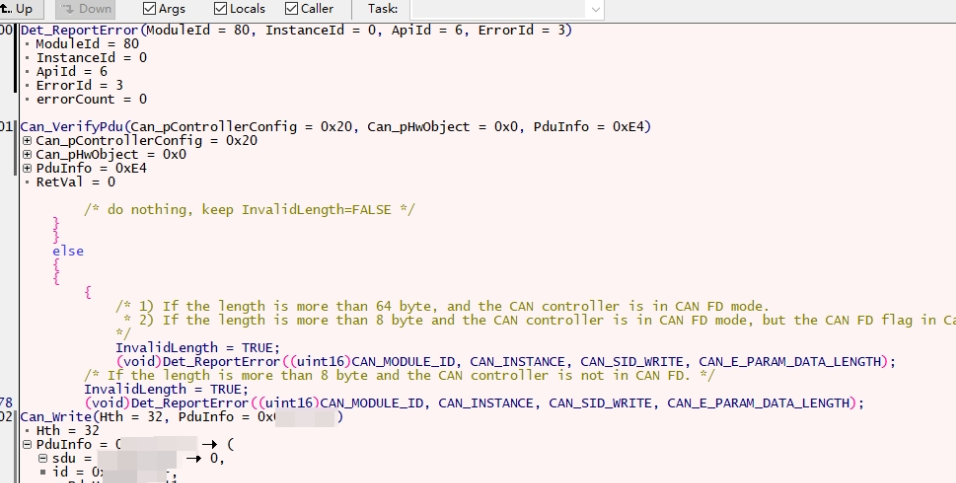 Up Down Args Locals Caller Task:
00 Det_ReportError(ModuleId = 80, InstanceId = 0, ApiId = 6, ErrorId = 3)
ModuleId = 80
InstanceId = 0
ApiId = 6
ErrorId = 3
errorCount = 0
01 Can_VerifyPdu(Can_pControllerConfig = 0x20, Can_pHwObject = 0x0, PduInfo = 0xE4)
Can_pControllerConfig = 0x20
Can_pHwObject = 0x0
PduInfo = 0xE4
RetVal = 0
/* do nothing, keep InvalidLength=FALSE */
}
}
else
{
{
{
/* 1) If the length is more than 64 byte, and the CAN controller is in CAN FD mode.
* 2) If the length is more than 8 byte and the CAN controller is in CAN FD mode, but the CAN FD flag in Ca
*/
InvalidLength = TRUE;
(void)Det_ReportError((uint16)CAN_MODULE_ID, CAN_INSTANCE, CAN_SID_WRITE, CAN_E_PARAM_DATA_LENGTH);
/* If the length is more than 8 byte and the CAN controller is not in CAN FD. */
InvalidLength = TRUE;
78 (void)Det_ReportError((uint16)CAN_MODULE_ID, CAN_INSTANCE, CAN_SID_WRITE, CAN_E_PARAM_DATA_LENGTH);
02 Can_Write(Hth = 32, PduInfo = 0x )
Hth = 32
PduInfo = 0 → (
sdu = → 0,
id = 0x ,